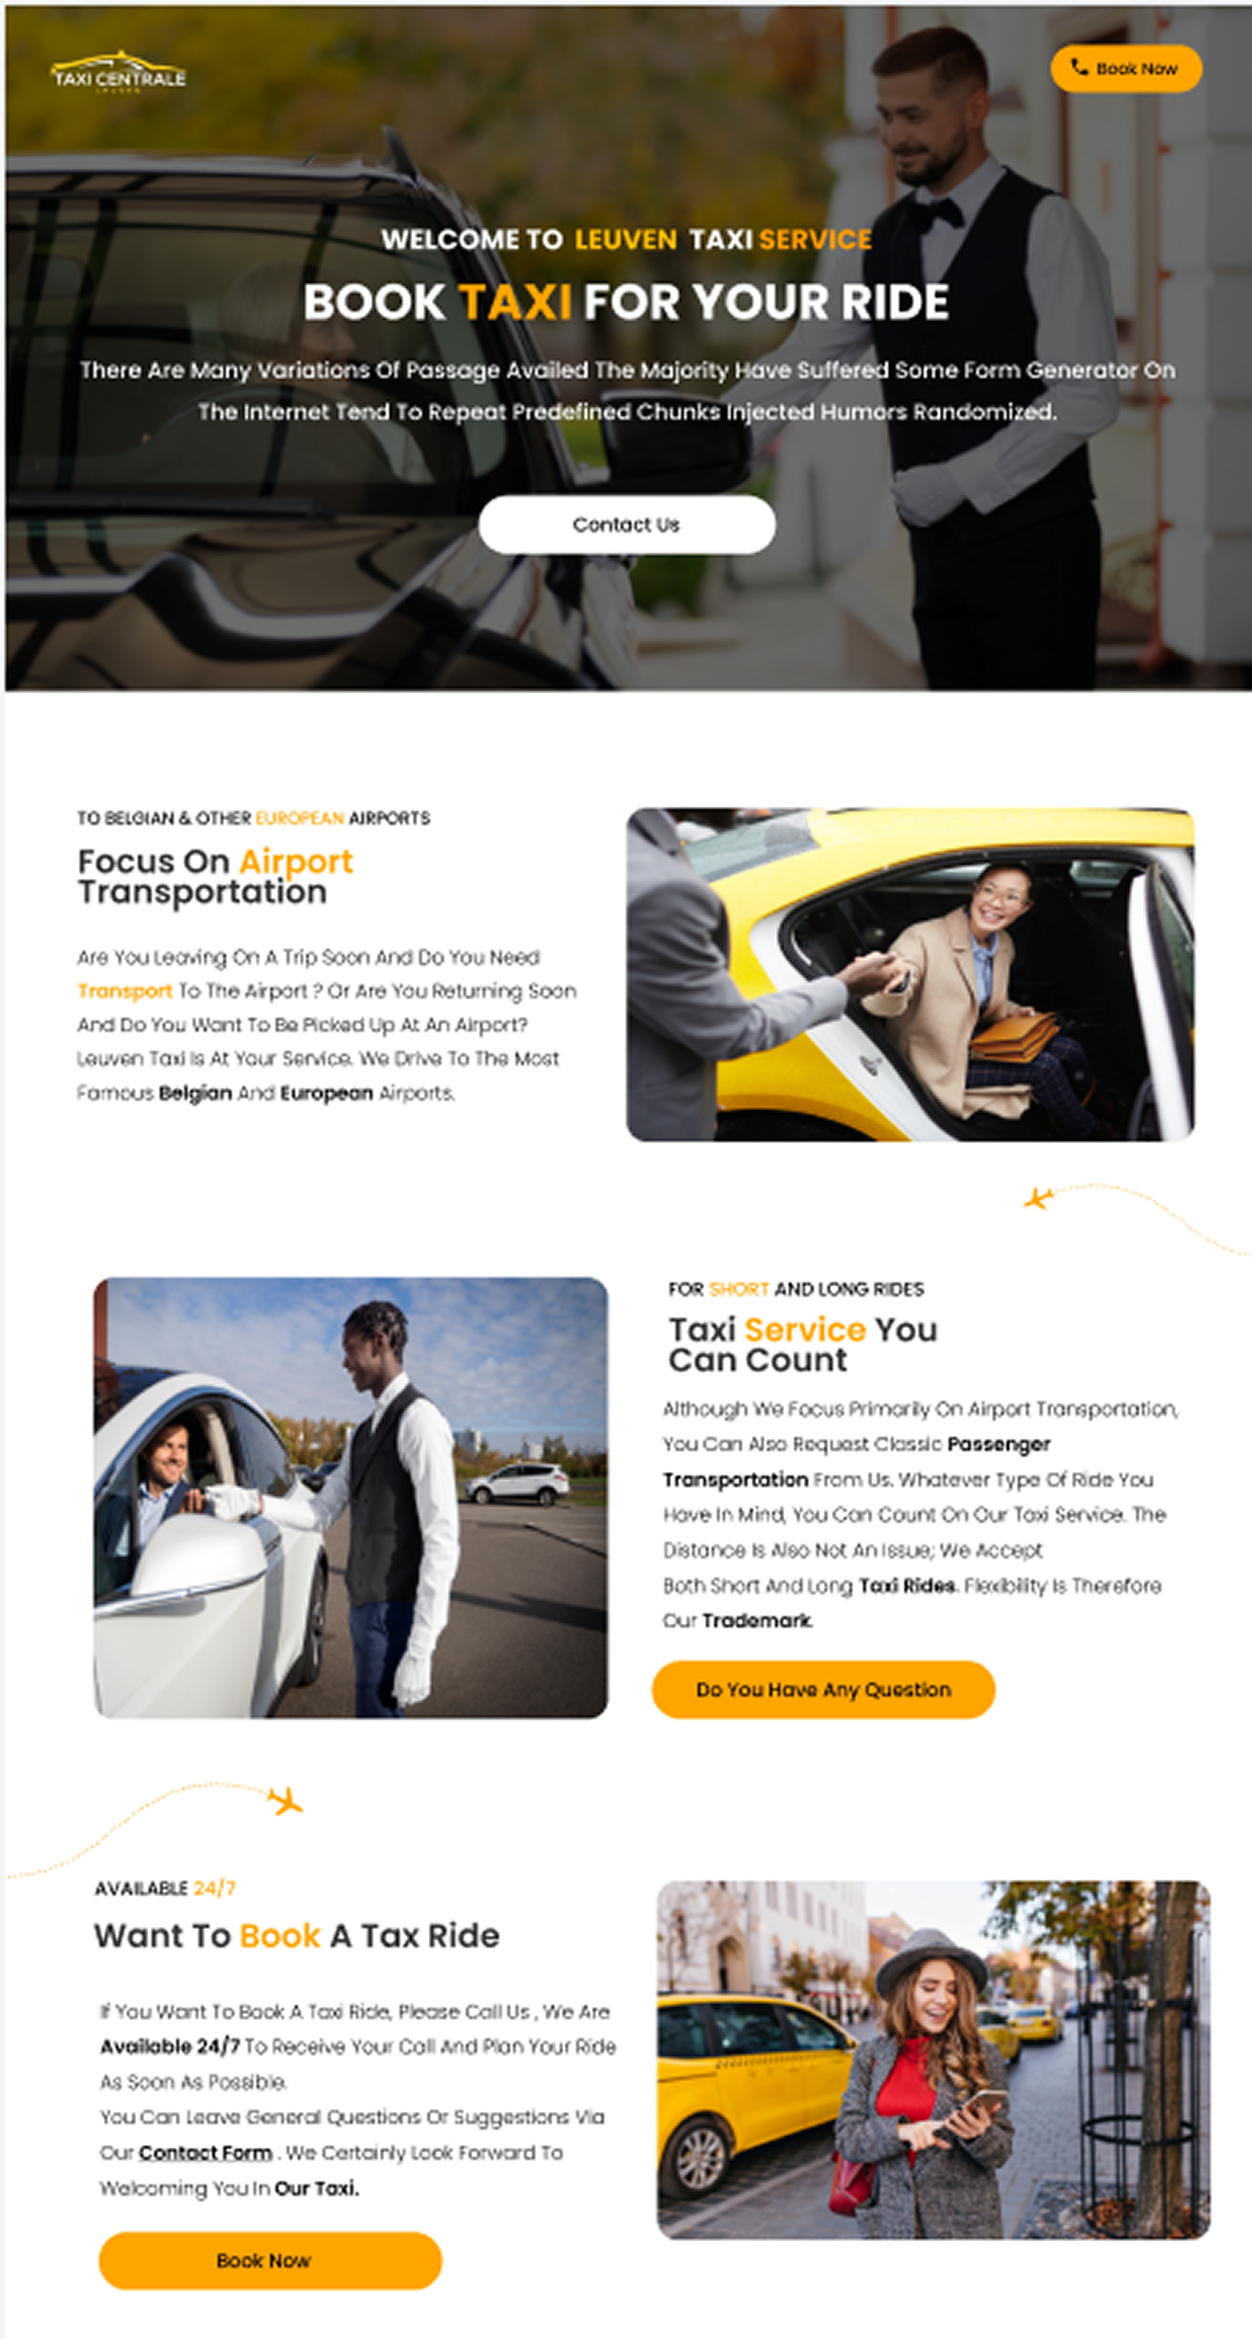 TAXI CENTRALE
Book Now
WELCOME TO LEUVEN TAXI SERVICE
BOOK TAXI FOR YOUR RIDE
There Are Many Variations Of Passage Availed The Majority Have Suffered Some Form Generator On
The Internet Tend To Repeat Predefined Chunks Injected Humors Randomized.
Contact Us
TO BELGIAN & OTHER EUROPEAN AIRPORTS
Focus On Airport
Transportation
Are You Leaving On A Trip Soon And Do You Need
Transport To The Airport ? Or Are You Returning Soon
And Do You Want To Be Picked Up At An Airport?
Leuven Taxi Is At Your Service. We Drive To The Most
Famous Belgian And European Airports.
FOR SHORT AND LONG RIDES
Taxi Service You
Can Count
Although We Focus Primarily On Airport Transportation,
You Can Also Request Classic Passenger
Transportation From Us. Whatever Type Of Ride You
Have In Mind, You Can Count On Our Taxi Service. The
Distance Is Also Not An Issue; We Accept
Both Short And Long Taxi Rides. Flexibility Is Therefore
Our Trademark.
Do You Have Any Question
AVAILABLE 24/7
Want To Book A Tax Ride
If You Want To Book A Taxi Ride, Please Call Us , We Are
Available 24/7 To Receive Your Call And Plan Your Ride
As Soon As Possible.
You Can Leave General Questions Or Suggestions Via
Our Contact Form . We Certainly Look Forward To
Welcoming You In Our Taxi.
Book Now